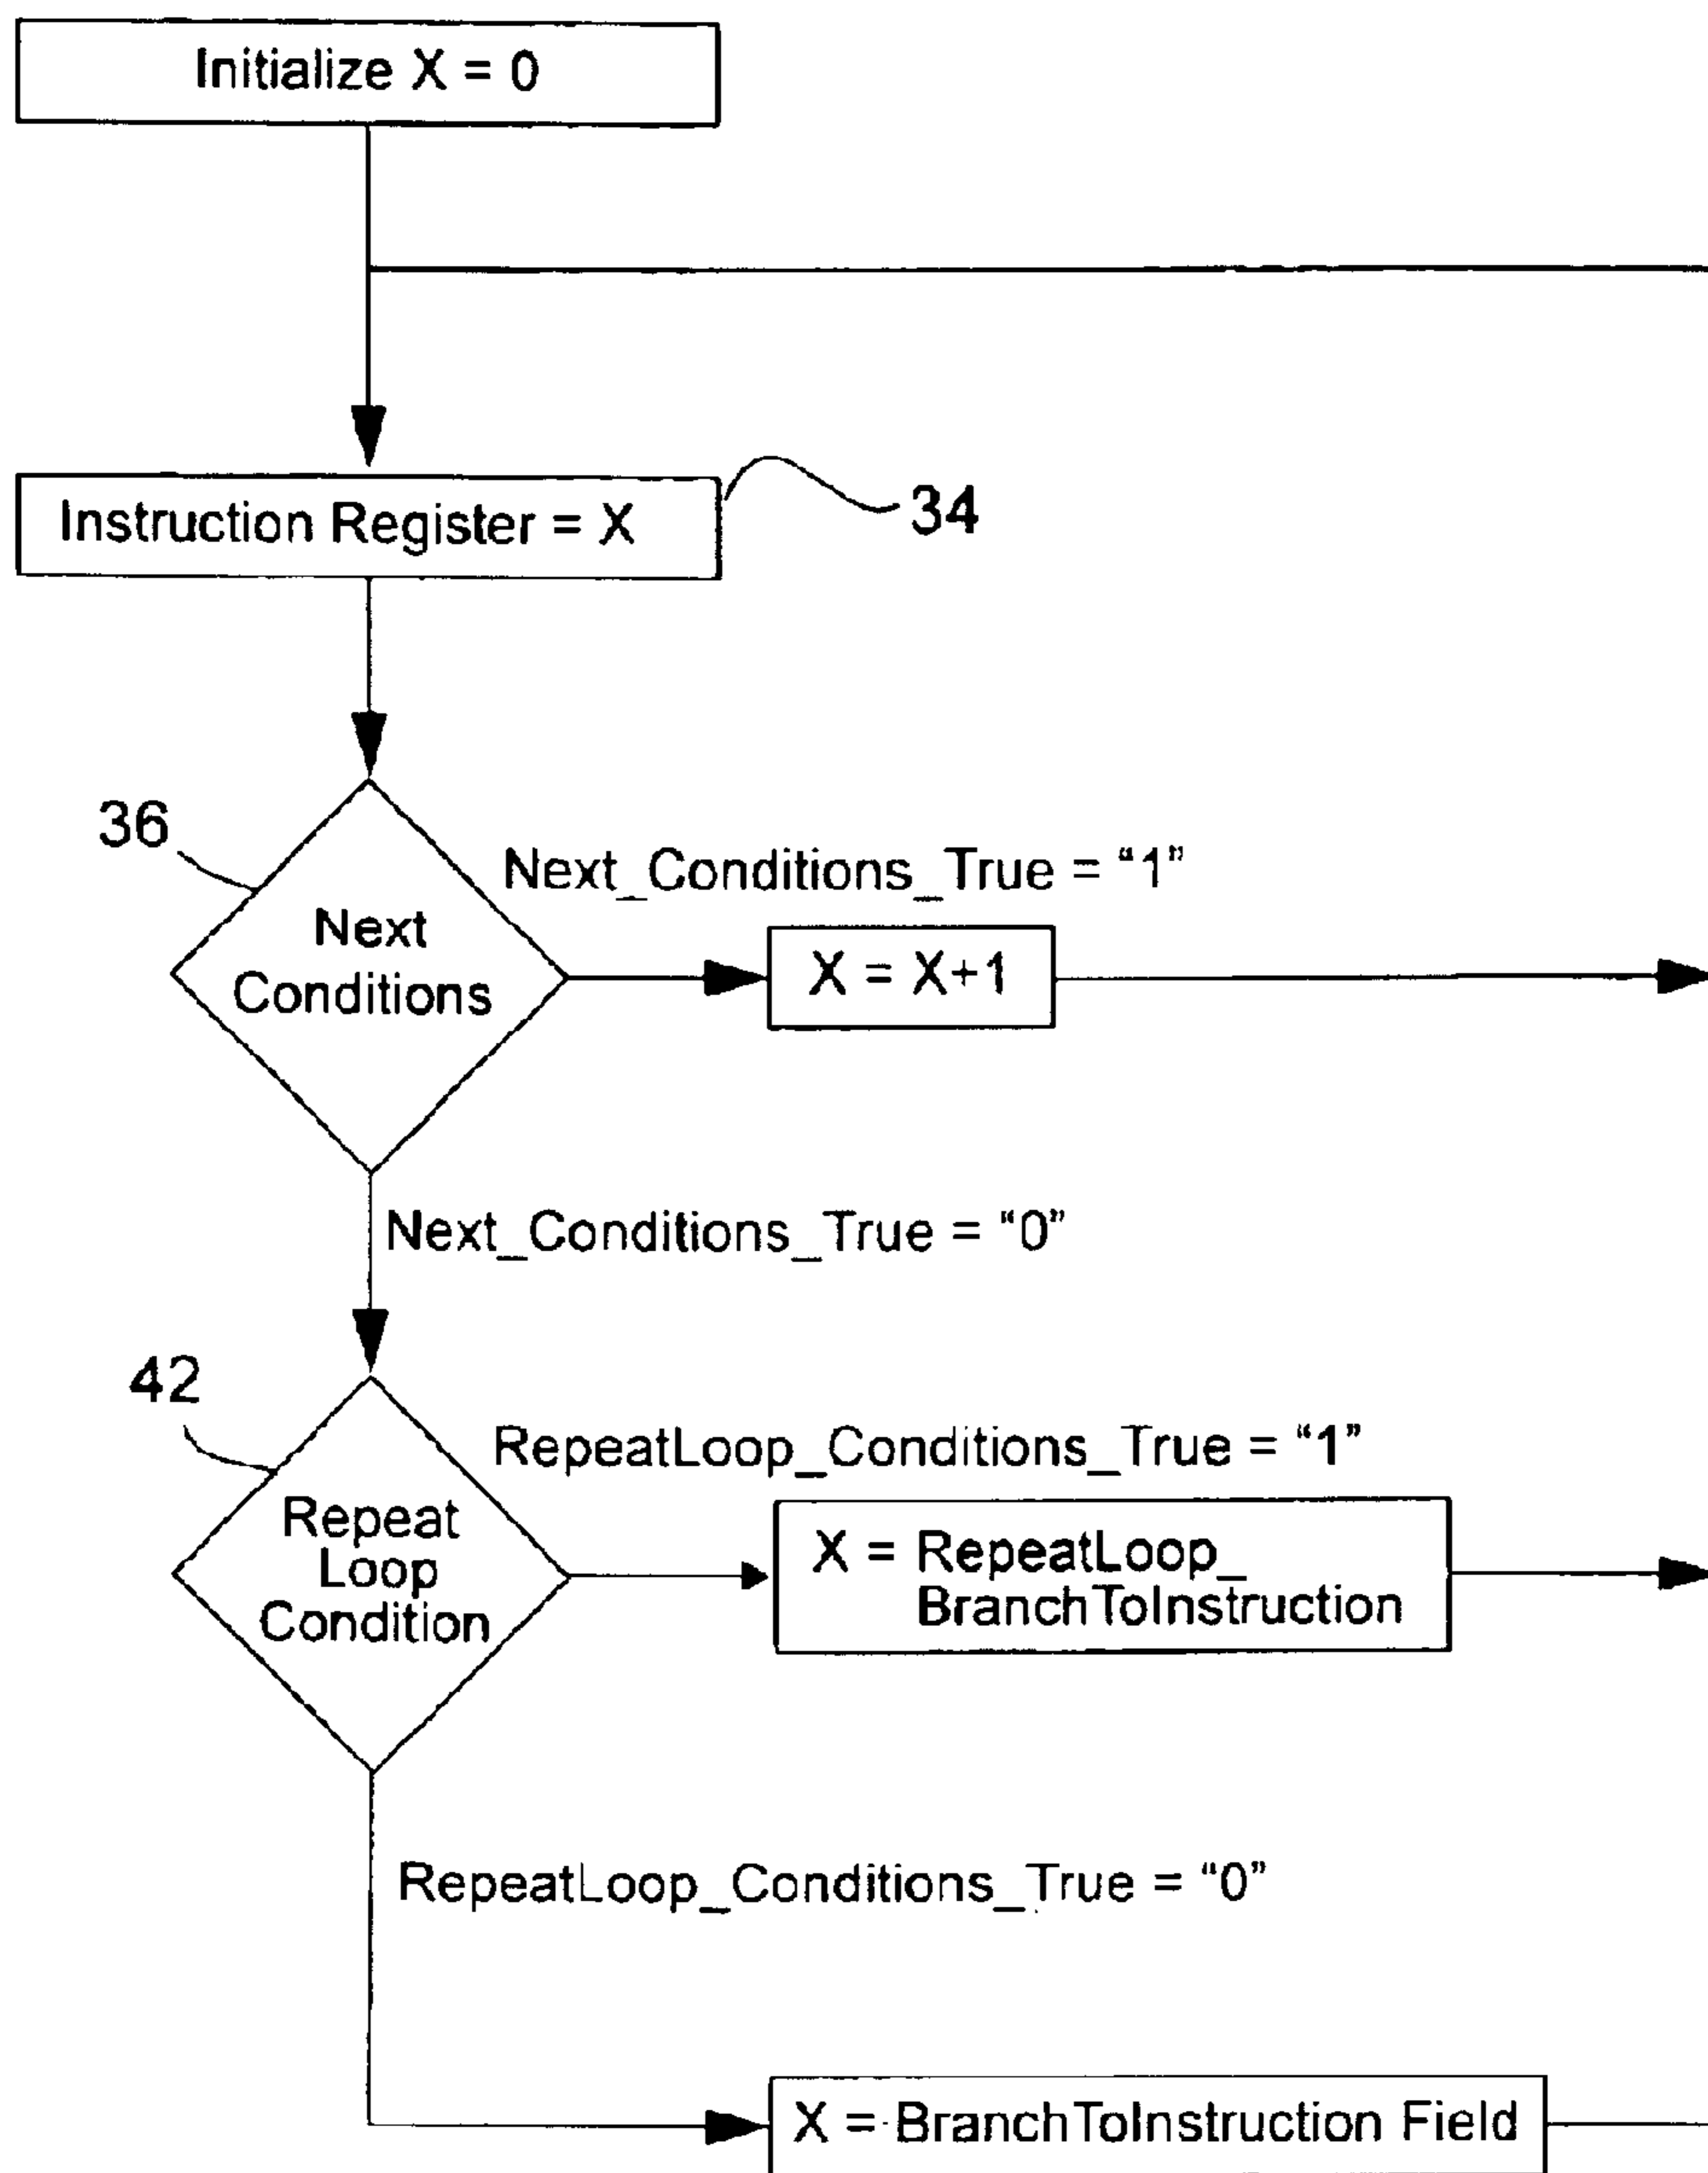 Initialize X = 0
Instruction Register = X
34
36
Next_Conditions_True = “1”
Next
Conditions
X = X+1
Next_Conditions_True = “0”
42
RepeatLoop_Conditions_True = “1”
Repeat
Loop
Condition
X = RepeatLoop_
BranchToInstruction
RepeatLoop_Conditions_True = “0”
X = BranchToInstruction Field